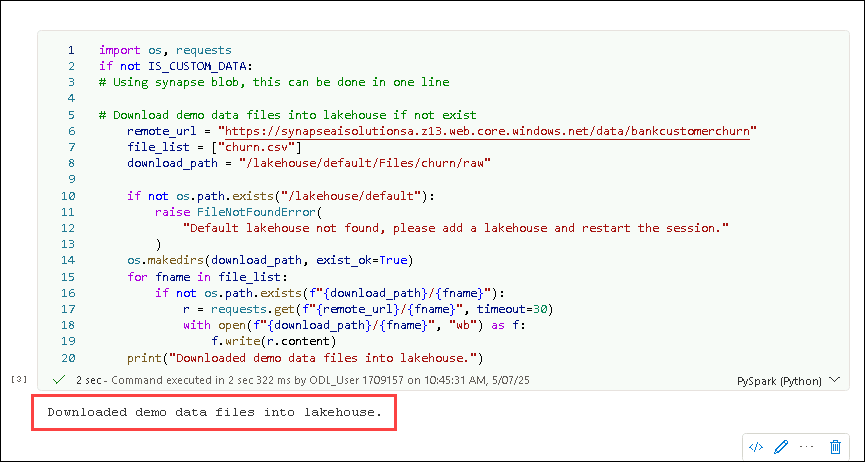 1 import os, requests
2 if not IS_CUSTOM_DATA:
3 # Using synapse blob, this can be done in one line
4
5 # Download demo data files into lakehouse if not exist
6     remote_url = "https://synapseaisolutionsa.z13.web.core.windows.net/data/bankcustomerchurn"
7     file_list = ["churn.csv"]
8     download_path = "/lakehouse/default/Files/churn/raw"
9
10     if not os.path.exists("/lakehouse/default"):
11         raise FileNotFoundError(
12             "Default lakehouse not found, please add a lakehouse and restart the session."
13         )
14     os.makedirs(download_path, exist_ok=True)
15     for fname in file_list:
16         if not os.path.exists(f"{download_path}/{fname}"):
17             r = requests.get(f"{remote_url}/{fname}", timeout=30)
18             with open(f"{download_path}/{fname}", "wb") as f:
19                 f.write(r.content)
20     print("Downloaded demo data files into lakehouse.")
[3] 2 sec - Command executed in 2 sec 322 ms by ODL_User 1709157 on 10:45:31 AM, 5/07/25 PySpark (Python)
Downloaded demo data files into lakehouse.